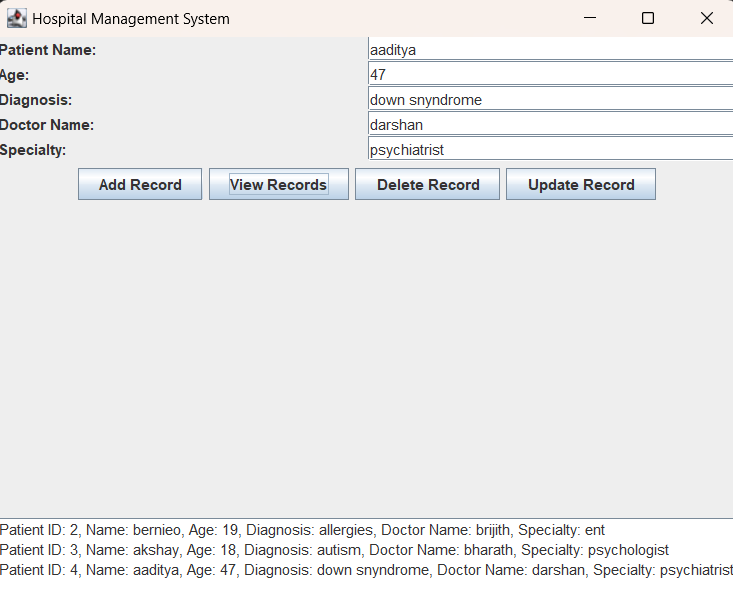 Hospital Management System
Patient Name: aaditya
Age: 47
Diagnosis: down snyndrome
Doctor Name: darshan
Specialty: psychiatrist
Add Record View Records Delete Record Update Record
Patient ID: 2, Name: bernieo, Age: 19, Diagnosis: allergies, Doctor Name: brijith, Specialty: ent
Patient ID: 3, Name: akshay, Age: 18, Diagnosis: autism, Doctor Name: bharath, Specialty: psychologist
Patient ID: 4, Name: aaditya, Age: 47, Diagnosis: down snyndrome, Doctor Name: darshan, Specialty: psychiatrist